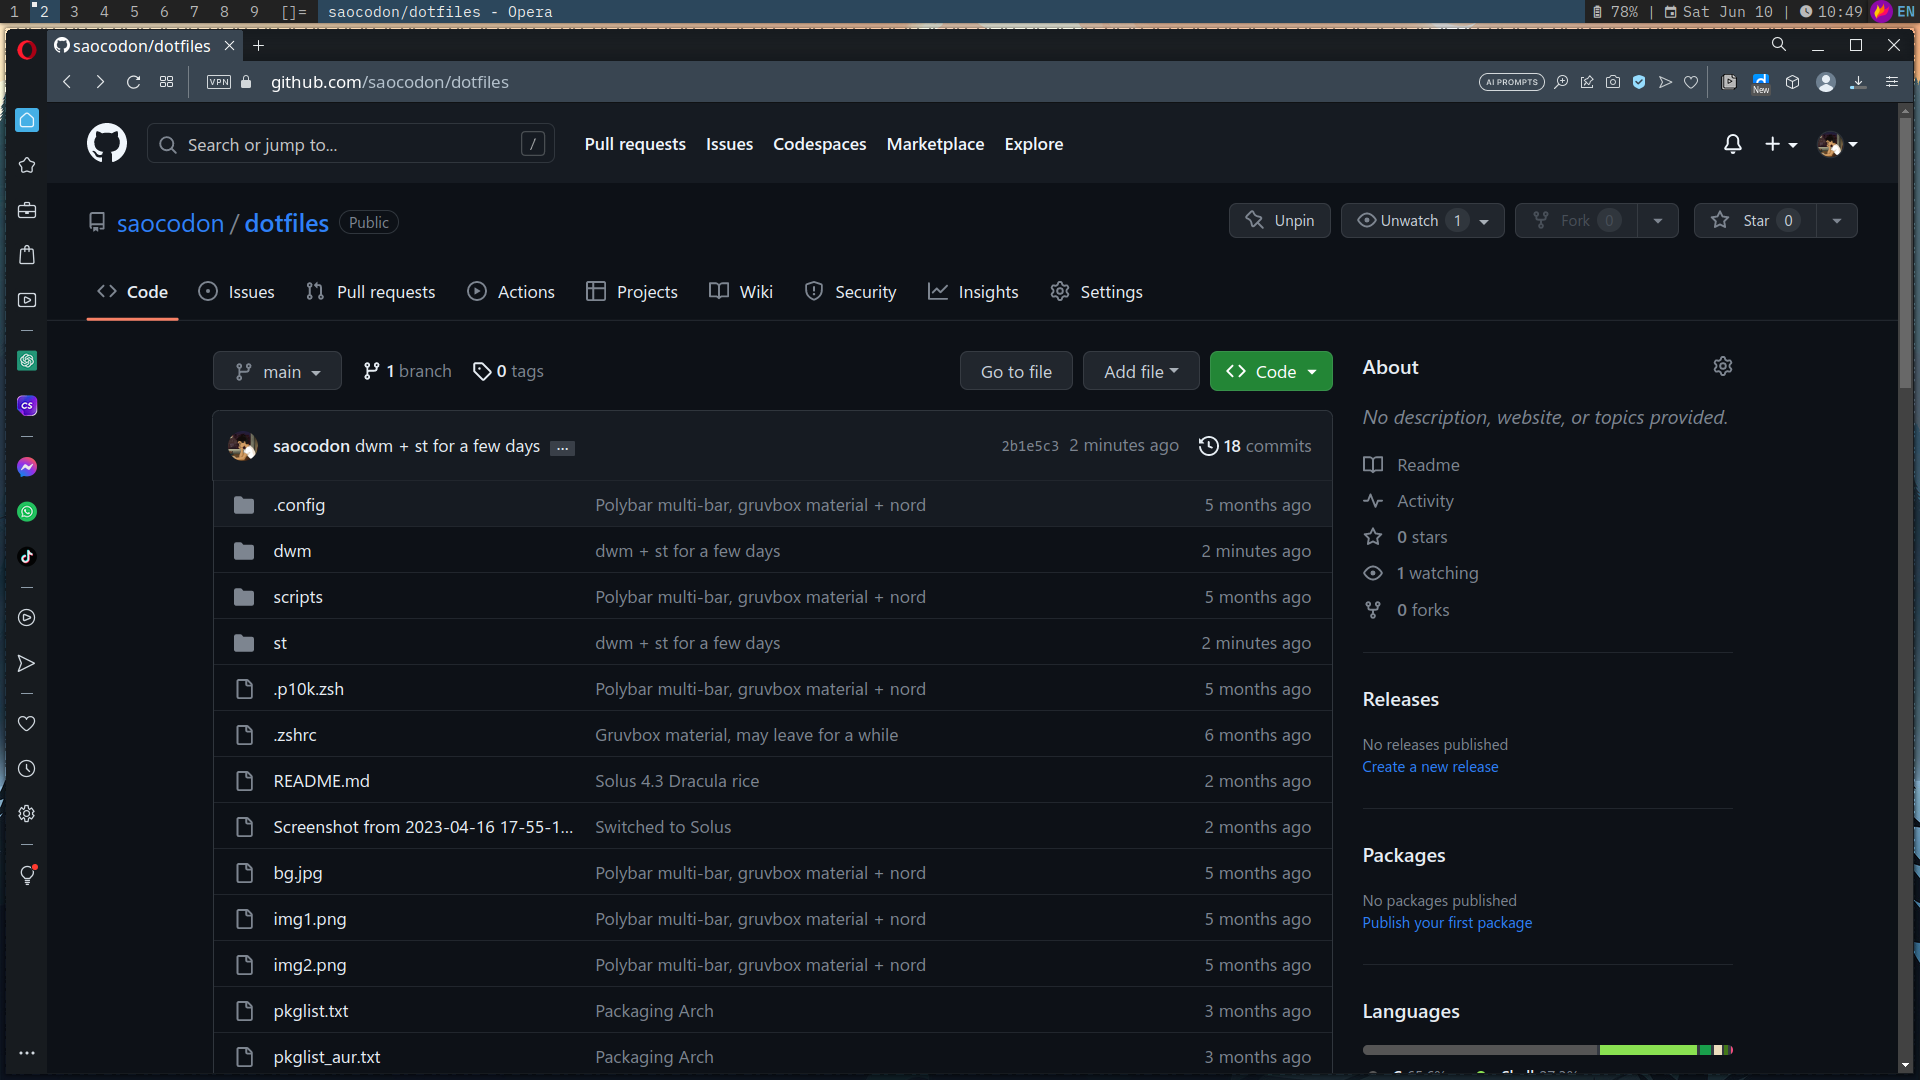 1 2 3 4 5 6 7 8 9 []= saocodon/dotfiles - Opera 78% | Sat Jun 10 | 10:49 EN
saocodon/dotfiles
VPN github.com/saocodon/dotfiles AI PROMPTS New
Search or jump to... / Pull requests Issues Codespaces Marketplace Explore
saocodon / dotfiles Public Unpin Unwatch 1 Fork 0 Star 0
Code Issues Pull requests Actions Projects Wiki Security Insights Settings
main 1 branch 0 tags Go to file Add file Code
saocodon dwm + st for a few days ... 2b1e5c3 2 minutes ago 18 commits
.config Polybar multi-bar, gruvbox material + nord 5 months ago
dwm dwm + st for a few days 2 minutes ago
scripts Polybar multi-bar, gruvbox material + nord 5 months ago
st dwm + st for a few days 2 minutes ago
.p10k.zsh Polybar multi-bar, gruvbox material + nord 5 months ago
.zshrc Gruvbox material, may leave for a while 6 months ago
README.md Solus 4.3 Dracula rice 2 months ago
Screenshot from 2023-04-16 17-55-1... Switched to Solus 2 months ago
bg.jpg Polybar multi-bar, gruvbox material + nord 5 months ago
img1.png Polybar multi-bar, gruvbox material + nord 5 months ago
img2.png Polybar multi-bar, gruvbox material + nord 5 months ago
pkglist.txt Packaging Arch 3 months ago
pkglist_aur.txt Packaging Arch 3 months ago
About
No description, website, or topics provided.
Readme
Activity
0 stars
1 watching
0 forks
Releases
No releases published
Create a new release
Packages
No packages published
Publish your first package
Languages
CS